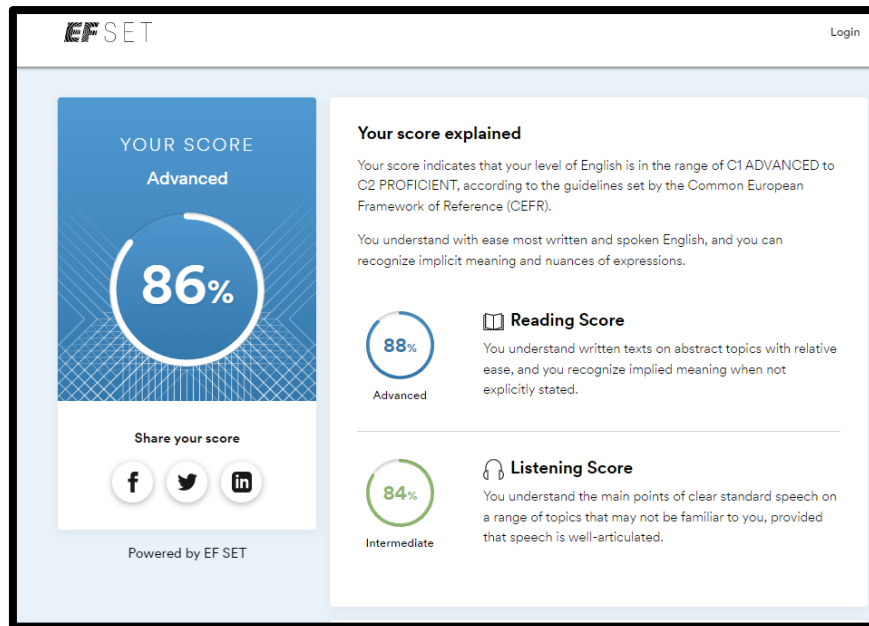 EF SET
Login
YOUR SCORE
Advanced
86%
Share your score
Powered by EF SET
Your score explained
Your score indicates that your level of English is in the range of C1 ADVANCED to
C2 PROFICIENT, according to the guidelines set by the Common European
Framework of Reference (CEFR).
You understand with ease most written and spoken English, and you can
recognize implicit meaning and nuances of expressions.
88%
Advanced
Reading Score
You understand written texts on abstract topics with relative
ease, and you recognize implied meaning when not
explicitly stated.
84%
Intermediate
Listening Score
You understand the main points of clear standard speech on
a range of topics that may not be familiar to you, provided
that speech is well-articulated.